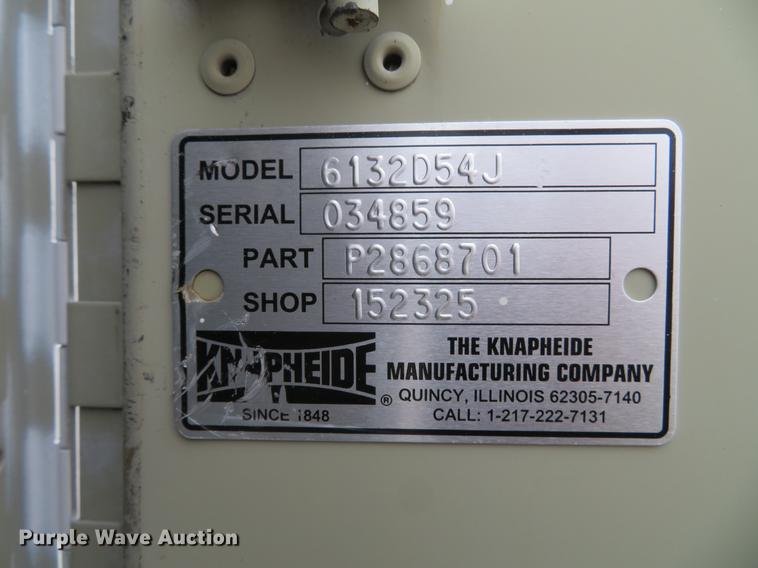 MODEL 6132D54J
SERIAL 034859
PART P2868701
SHOP 152325
KNAPHEIDE ®
SINCE 1848
THE KNAPHEIDE
MANUFACTURING COMPANY
QUINCY, ILLINOIS 62305-7140
CALL: 1-217-222-7131
Purple Wave Auction